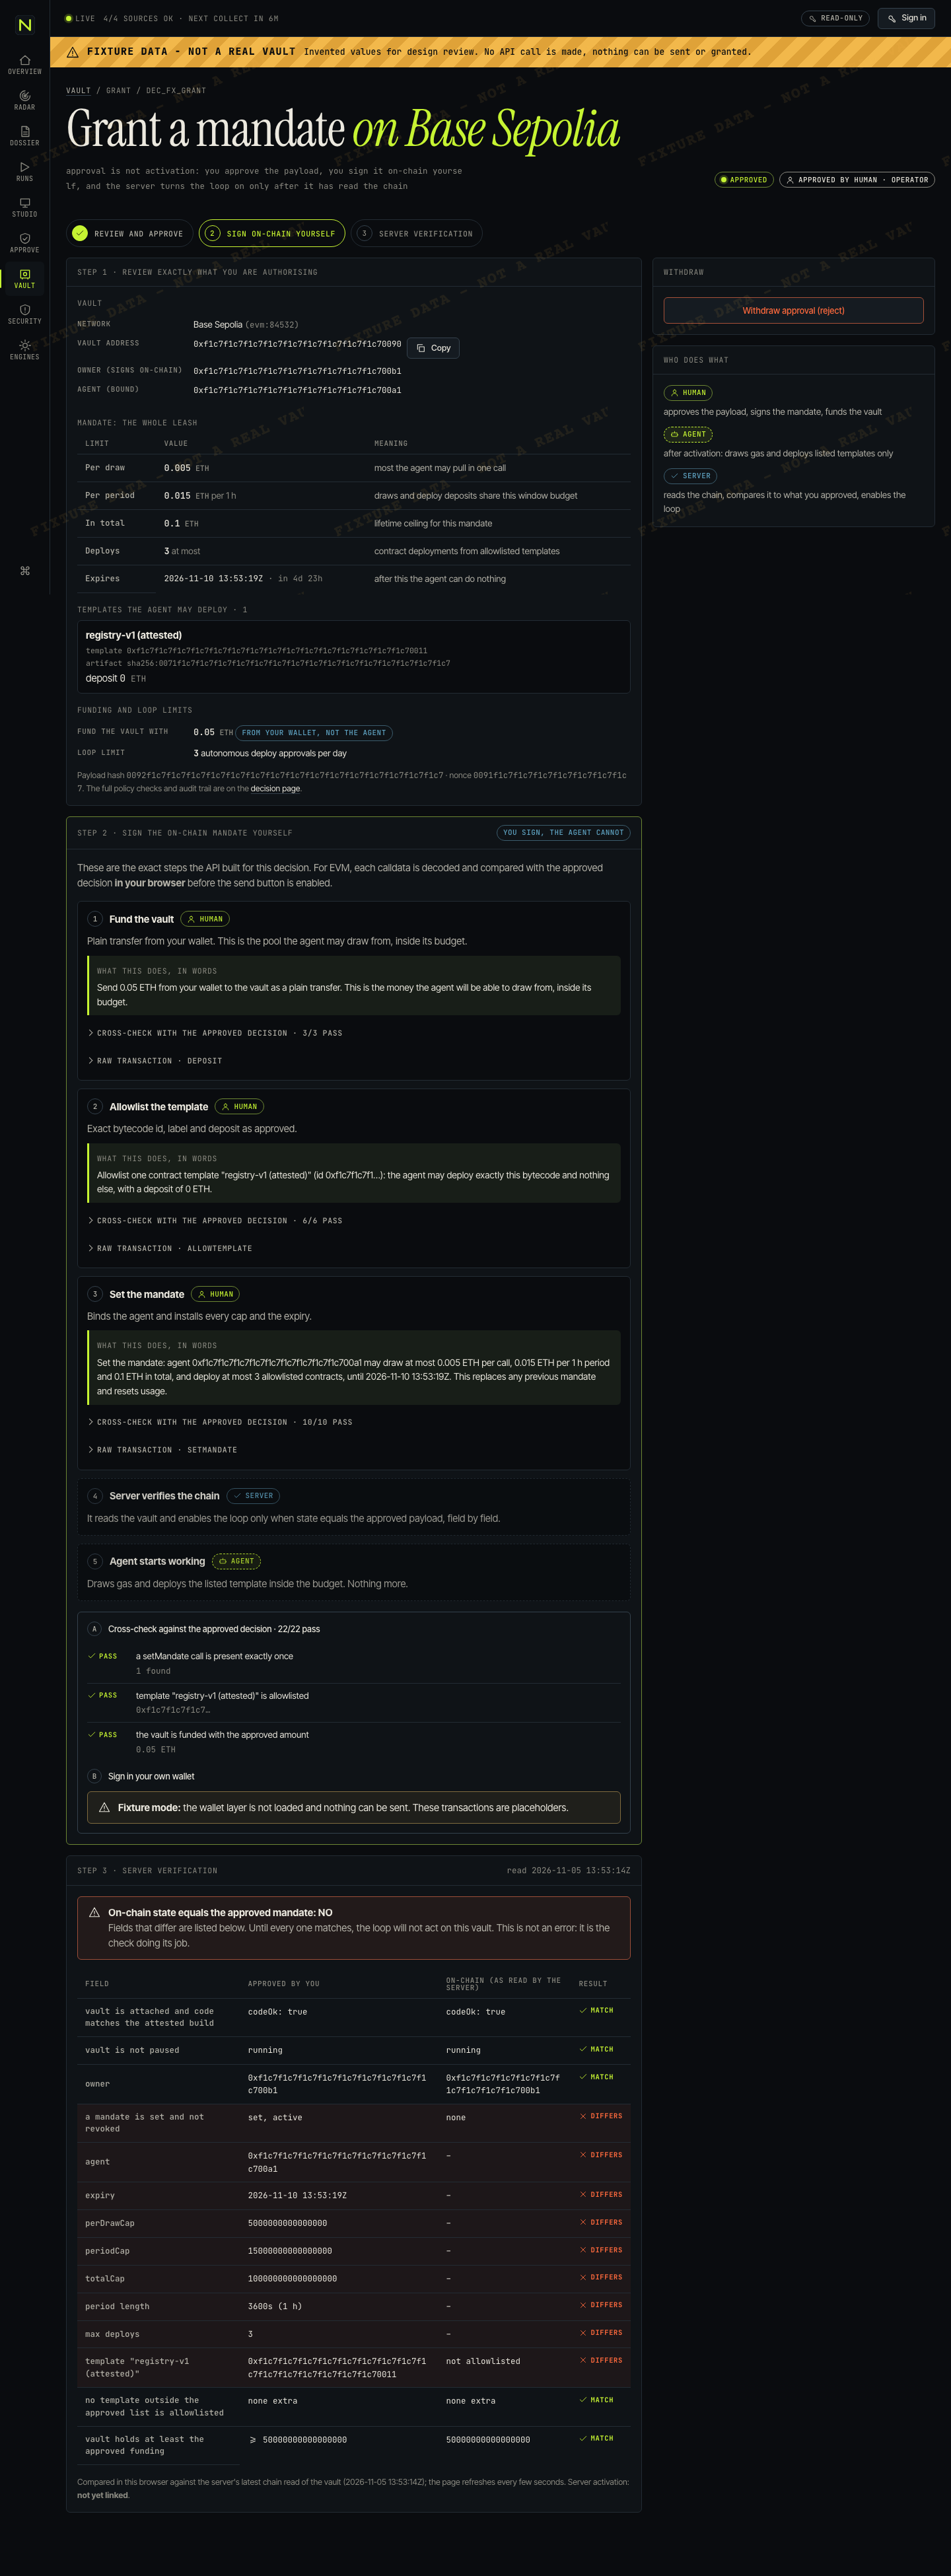 LIVE 4/4 SOURCES OK · NEXT COLLECT IN 6M
READ-ONLY
Sign in
OVERVIEW
RADAR
DOSSIER
RUNS
STUDIO
APPROVE
VAULT
SECURITY
ENGINES
FIXTURE DATA - NOT A REAL VAULT Invented values for design review. No API call is made, nothing can be sent or granted.
VAULT / GRANT / DEC_FX_GRANT
Grant a mandate on Base Sepolia
approval is not activation: you approve the payload, you sign it on-chain yourse
lf, and the server turns the loop on only after it has read the chain
APPROVED
APPROVED BY HUMAN · OPERATOR
REVIEW AND APPROVE
2 SIGN ON-CHAIN YOURSELF
3 SERVER VERIFICATION
STEP 1 · REVIEW EXACTLY WHAT YOU ARE AUTHORISING
VAULT
NETWORK Base Sepolia (evm:84532)
VAULT ADDRESS 0xf1c7f1c7f1c7f1c7f1c7f1c7f1c7f1c7f1c70090 Copy
OWNER (SIGNS ON-CHAIN) 0xf1c7f1c7f1c7f1c7f1c7f1c7f1c7f1c7f1c700b1
AGENT (BOUND) 0xf1c7f1c7f1c7f1c7f1c7f1c7f1c7f1c7f1c700a1
MANDATE: THE WHOLE LEASH
LIMIT VALUE MEANING
Per draw 0.005 ETH most the agent may pull in one call
Per period 0.015 ETH per 1 h draws and deploy deposits share this window budget
In total 0.1 ETH lifetime ceiling for this mandate
Deploys 3 at most contract deployments from allowlisted templates
Expires 2026-11-10 13:53:19Z · in 4d 23h after this the agent can do nothing
TEMPLATES THE AGENT MAY DEPLOY · 1
registry-v1 (attested)
deposit 0 ETH
FUNDING AND LOOP LIMITS
FUND THE VAULT WITH 0.05 ETH FROM YOUR WALLET, NOT THE AGENT
LOOP LIMIT 3 autonomous deploy approvals per day
7. The full policy checks and audit trail are on the decision page.
WITHDRAW
Withdraw approval (reject)
WHO DOES WHAT
HUMAN
approves the payload, signs the mandate, funds the vault
AGENT
after activation: draws gas and deploys listed templates only
SERVER
reads the chain, compares it to what you approved, enables the
loop
STEP 2 · SIGN THE ON-CHAIN MANDATE YOURSELF
YOU SIGN, THE AGENT CANNOT
These are the exact steps the API built for this decision. For EVM, each calldata is decoded and compared with the approved
decision in your browser before the send button is enabled.
1 Fund the vault HUMAN
Plain transfer from your wallet. This is the pool the agent may draw from, inside its budget.
WHAT THIS DOES, IN WORDS
Send 0.05 ETH from your wallet to the vault as a plain transfer. This is the money the agent will be able to draw from, inside its
budget.
CROSS-CHECK WITH THE APPROVED DECISION · 3/3 PASS
RAW TRANSACTION · DEPOSIT
2 Allowlist the template HUMAN
Exact bytecode id, label and deposit as approved.
WHAT THIS DOES, IN WORDS
Allowlist one contract template "registry-v1 (attested)" (id 0xf1c7f1c7f1…): the agent may deploy exactly this bytecode and nothing
else, with a deposit of 0 ETH.
CROSS-CHECK WITH THE APPROVED DECISION · 6/6 PASS
RAW TRANSACTION · ALLOWTEMPLATE
3 Set the mandate HUMAN
Binds the agent and installs every cap and the expiry.
WHAT THIS DOES, IN WORDS
Set the mandate: agent 0xf1c7f1c7f1c7f1c7f1c7f1c7f1c7f1c7f1c700a1 may draw at most 0.005 ETH per call, 0.015 ETH per 1 h period
and 0.1 ETH in total, and deploy at most 3 allowlisted contracts, until 2026-11-10 13:53:19Z. This replaces any previous mandate
and resets usage.
CROSS-CHECK WITH THE APPROVED DECISION · 10/10 PASS
RAW TRANSACTION · SETMANDATE
4 Server verifies the chain SERVER
It reads the vault and enables the loop only when state equals the approved payload, field by field.
5 Agent starts working AGENT
Draws gas and deploys the listed template inside the budget. Nothing more.
A Cross-check against the approved decision · 22/22 pass
PASS a setMandate call is present exactly once
1 found
PASS template "registry-v1 (attested)" is allowlisted
0xf1c7f1c7f1c7…
PASS the vault is funded with the approved amount
0.05 ETH
B Sign in your own wallet
Fixture mode: the wallet layer is not loaded and nothing can be sent. These transactions are placeholders.
STEP 3 · SERVER VERIFICATION
read 2026-11-05 13:53:14Z
On-chain state equals the approved mandate: NO
Fields that differ are listed below. Until every one matches, the loop will not act on this vault. This is not an error: it is the
check doing its job.
FIELD APPROVED BY YOU ON-CHAIN (AS READ BY THE SERVER) RESULT
vault is attached and code matches the attested build codeOk: true codeOk: true MATCH
vault is not paused running running MATCH
owner 0xf1c7f1c7f1c7f1c7f1c7f1c7f1c7f1c7f1c700b1 0xf1c7f1c7f1c7f1c7f1c7f1c7f1c7f1c7f1c700b1 MATCH
a mandate is set and not revoked set, active none DIFFERS
agent 0xf1c7f1c7f1c7f1c7f1c7f1c7f1c7f1c7f1c700a1 – DIFFERS
expiry 2026-11-10 13:53:19Z – DIFFERS
perDrawCap 5000000000000000 – DIFFERS
periodCap 15000000000000000 – DIFFERS
totalCap 100000000000000000 – DIFFERS
period length 3600s (1 h) – DIFFERS
max deploys 3 – DIFFERS
template "registry-v1 (attested)" not allowlisted DIFFERS
no template outside the approved list is allowlisted none extra none extra MATCH
vault holds at least the approved funding ≥ 50000000000000000 50000000000000000 MATCH
Compared in this browser against the server's latest chain read of the vault (2026-11-05 13:53:14Z); the page refreshes every few seconds. Server activation:
not yet linked.